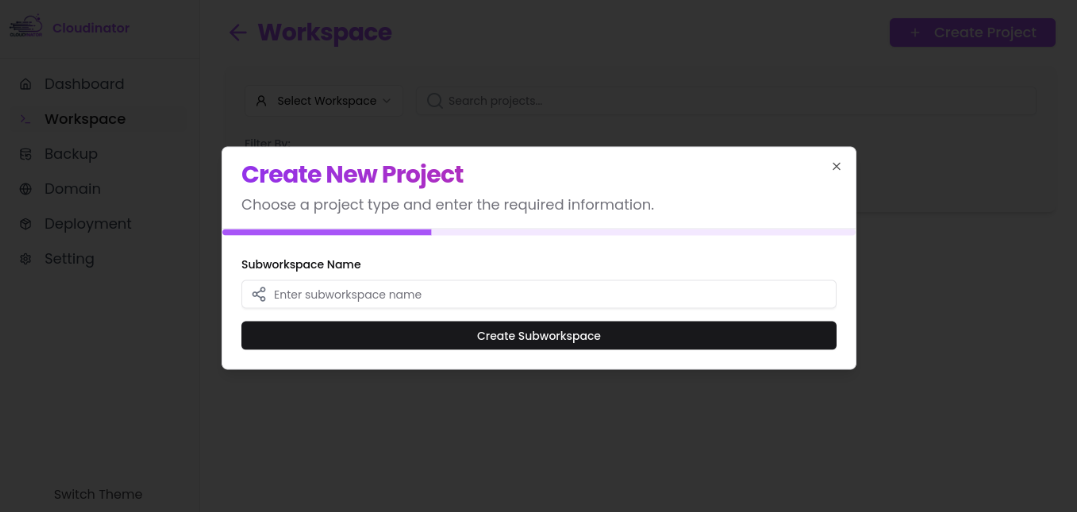 Cloudinator
Workspace
Create Project
Dashboard
Workspace
Backup
Domain
Deployment
Setting
Select Workspace
Search projects...
Filter By:
Create New Project
Choose a project type and enter the required information.
Subworkspace Name
Enter subworkspace name
Create Subworkspace
Switch Theme